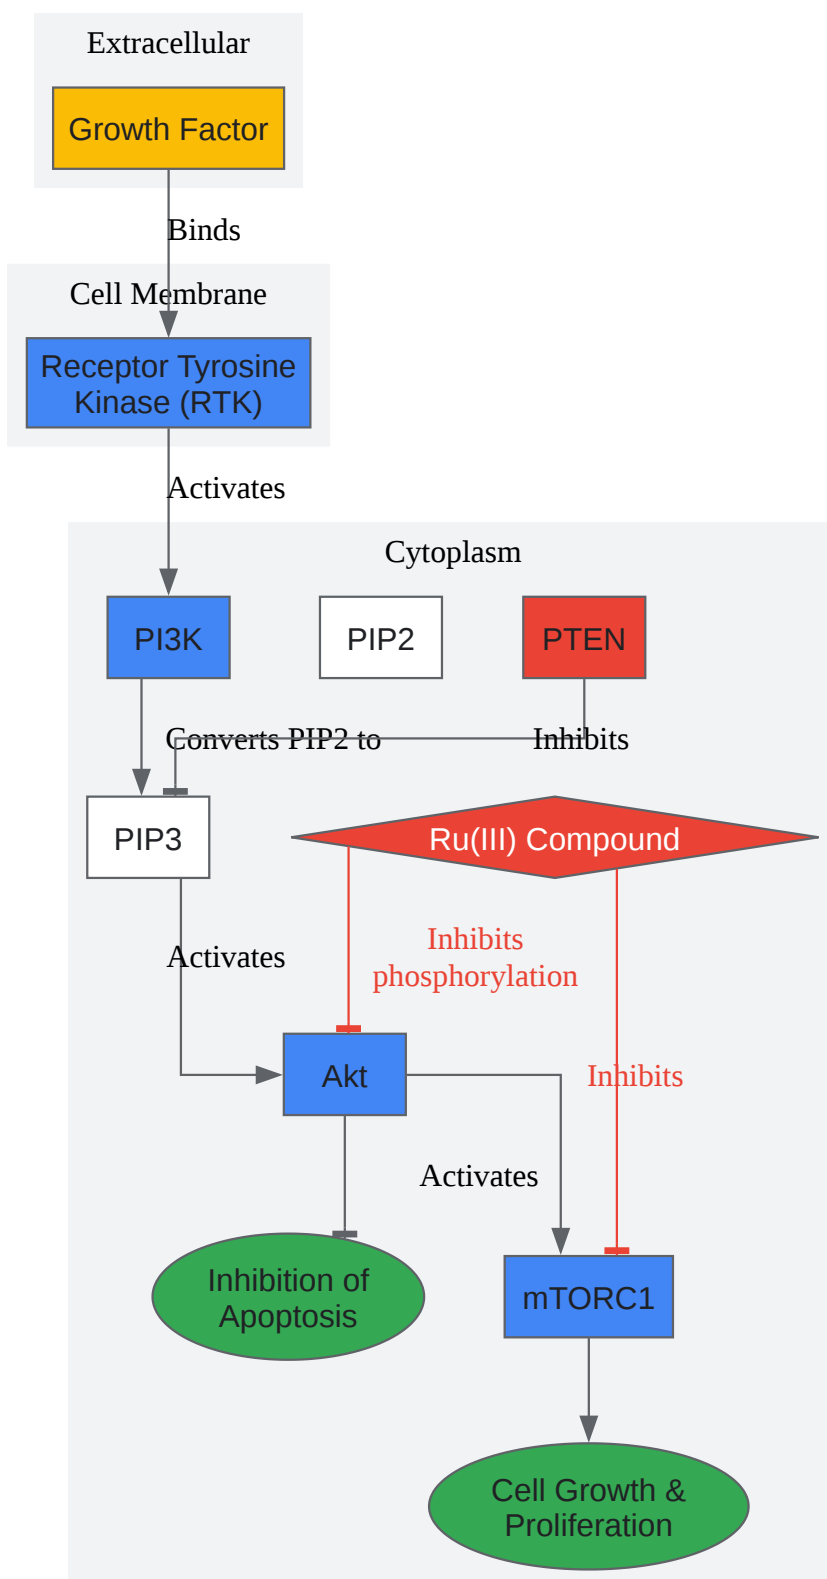 Extracellular
Growth Factor
Binds
Cell Membrane
Receptor Tyrosine
Kinase (RTK)
Activates
Cytoplasm
PI3K
PIP2
PTEN
Converts PIP2 to
Inhibits
PIP3
Ru(III) Compound
Activates
Inhibits
phosphorylation
Akt
Inhibits
Activates
Inhibition of
Apoptosis
mTORC1
Cell Growth &
Proliferation